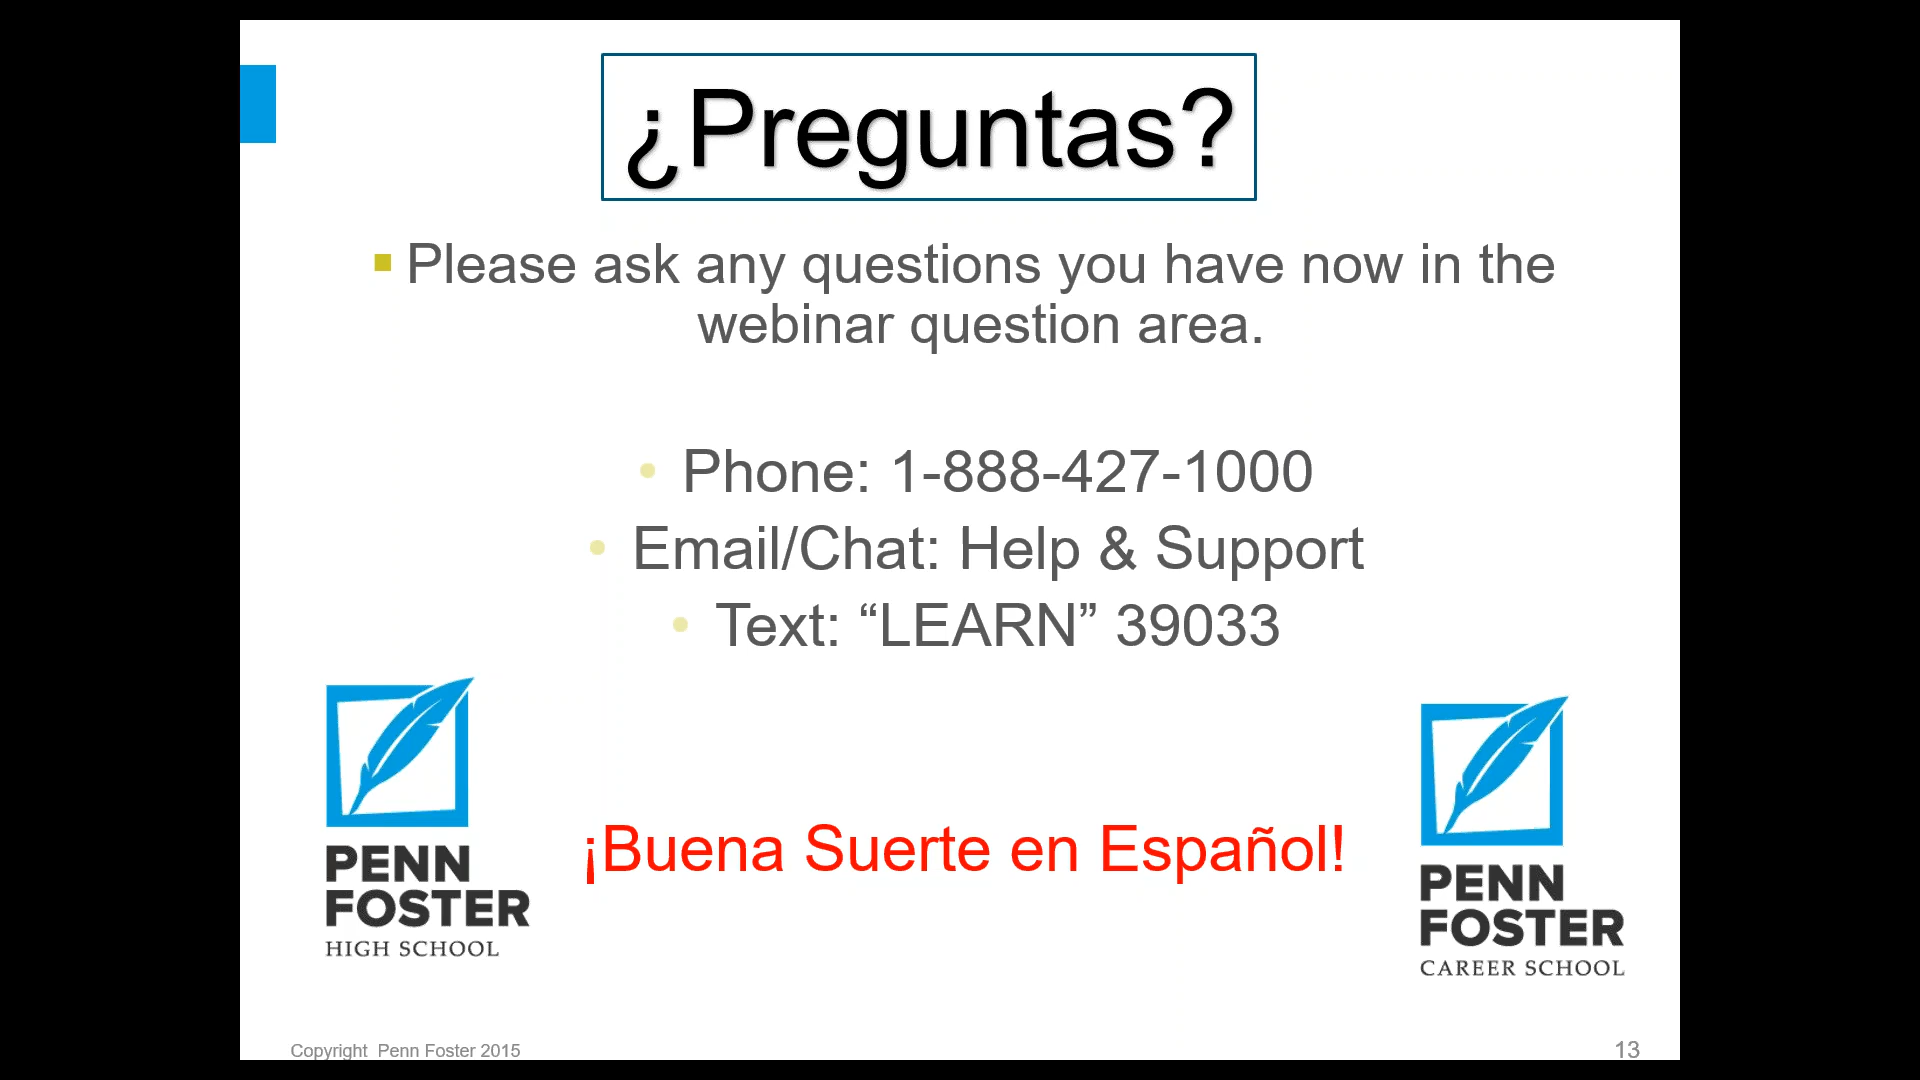 ¿Preguntas?
Please ask any questions you have now in the
webinar question area.
Phone: 1-888-427-1000
Email/Chat: Help & Support
Text: “LEARN” 39033
¡Buena Suerte en Español!
PENN
FOSTER
HIGH SCHOOL
PENN
FOSTER
CAREER SCHOOL
Copyright Penn Foster 2015
13